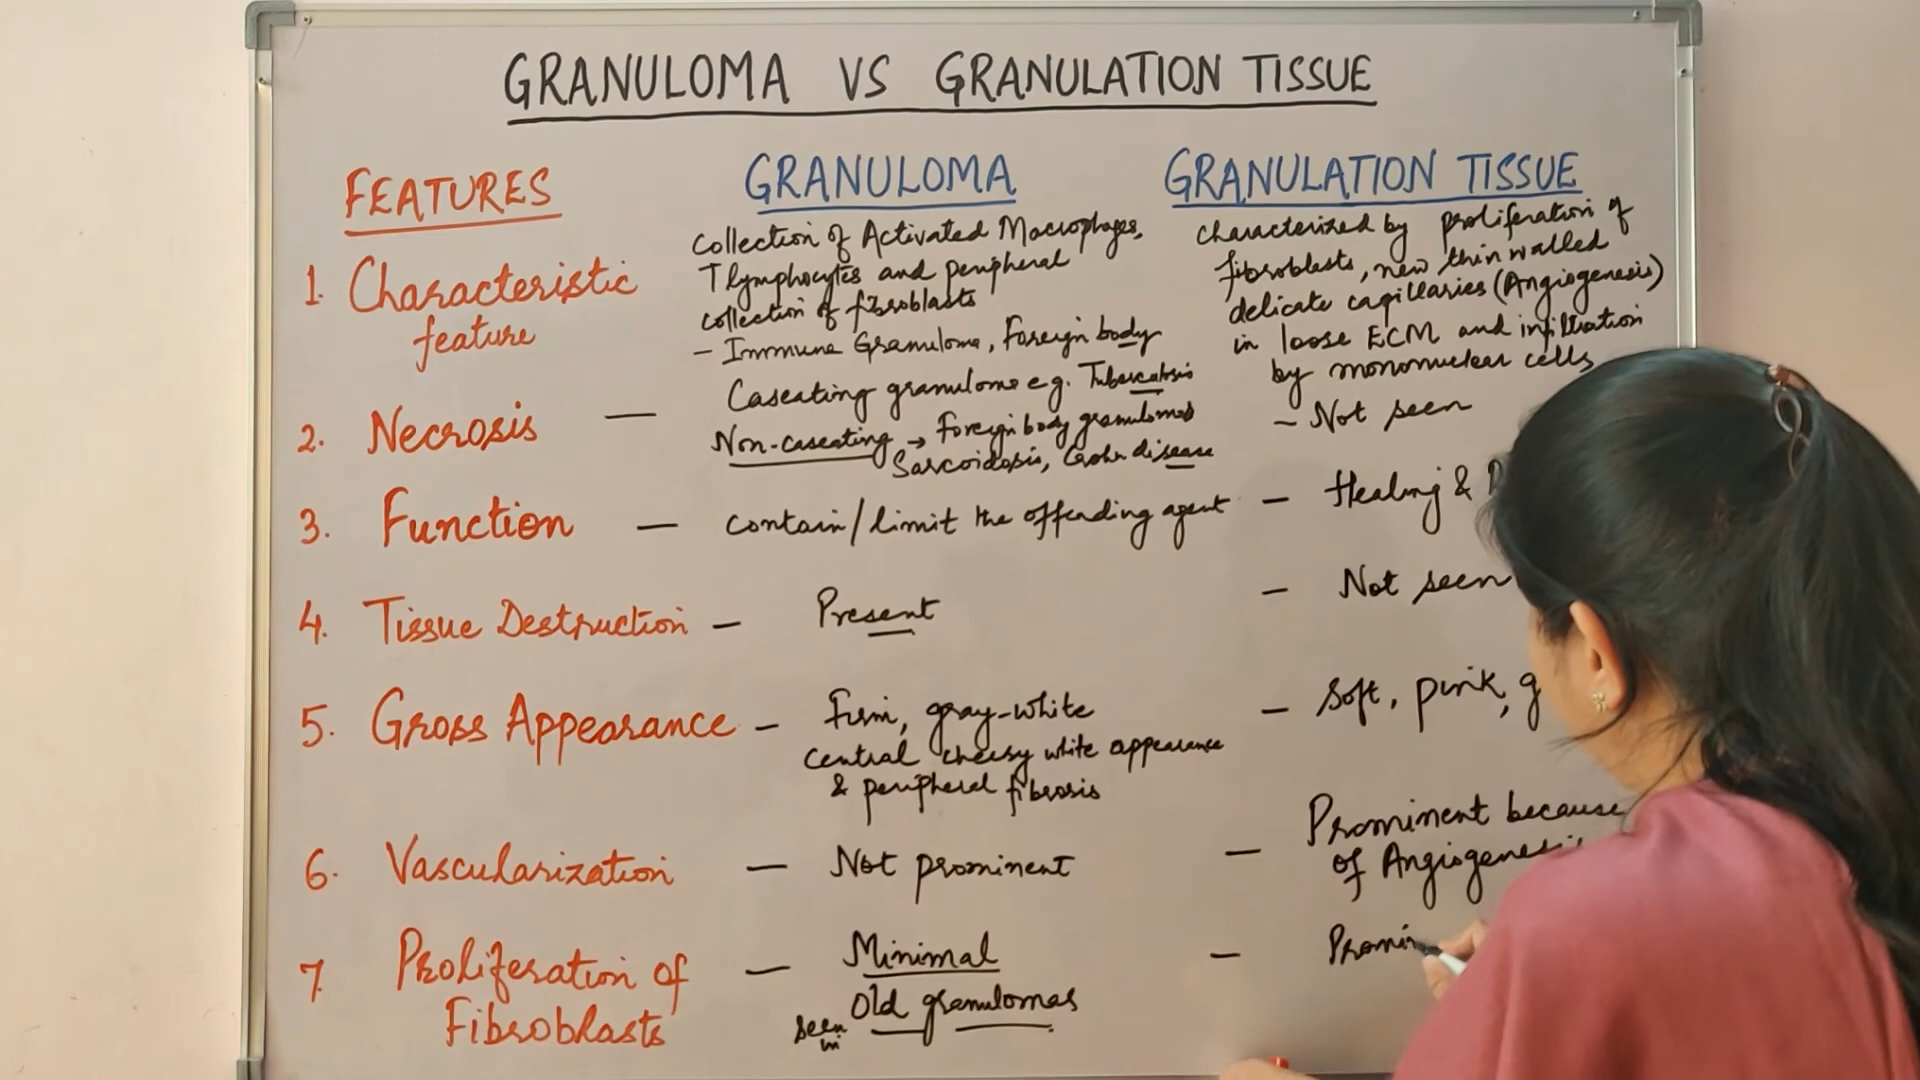 GRANULOMA VS GRANULATION TISSUE
FEATURES
GRANULOMA
GRANULATION TISSUE
1. Characteristic
feature
Collection of Activated Macrophages,
T lymphocytes and peripheral
collection of fibroblasts
- Immune Granuloma, Foreign body
characterized by proliferation of
fibroblasts, new thin walled
delicate capillaries (Angiogenesis)
in loose ECM and infiltration
by mononuclear cells
2. Necrosis —
Caseating granuloma e.g. Tuberculosis
Non-caseating → Foreign body granulomas
Sarcoidosis, Crohn disease
- Not seen
3. Function — contain/limit the offending agent
- Healing &
4. Tissue Destruction - Present
- Not seen
5. Gross Appearance - Firm, gray-white
central cheesy white appearance
& peripheral fibrosis
- Soft, pink, g
6. Vascularization — Not prominent
- Prominent because
of Angiogenesis
7. Proliferation of
Fibroblasts
— Minimal
seen in Old granulomas
- Promin